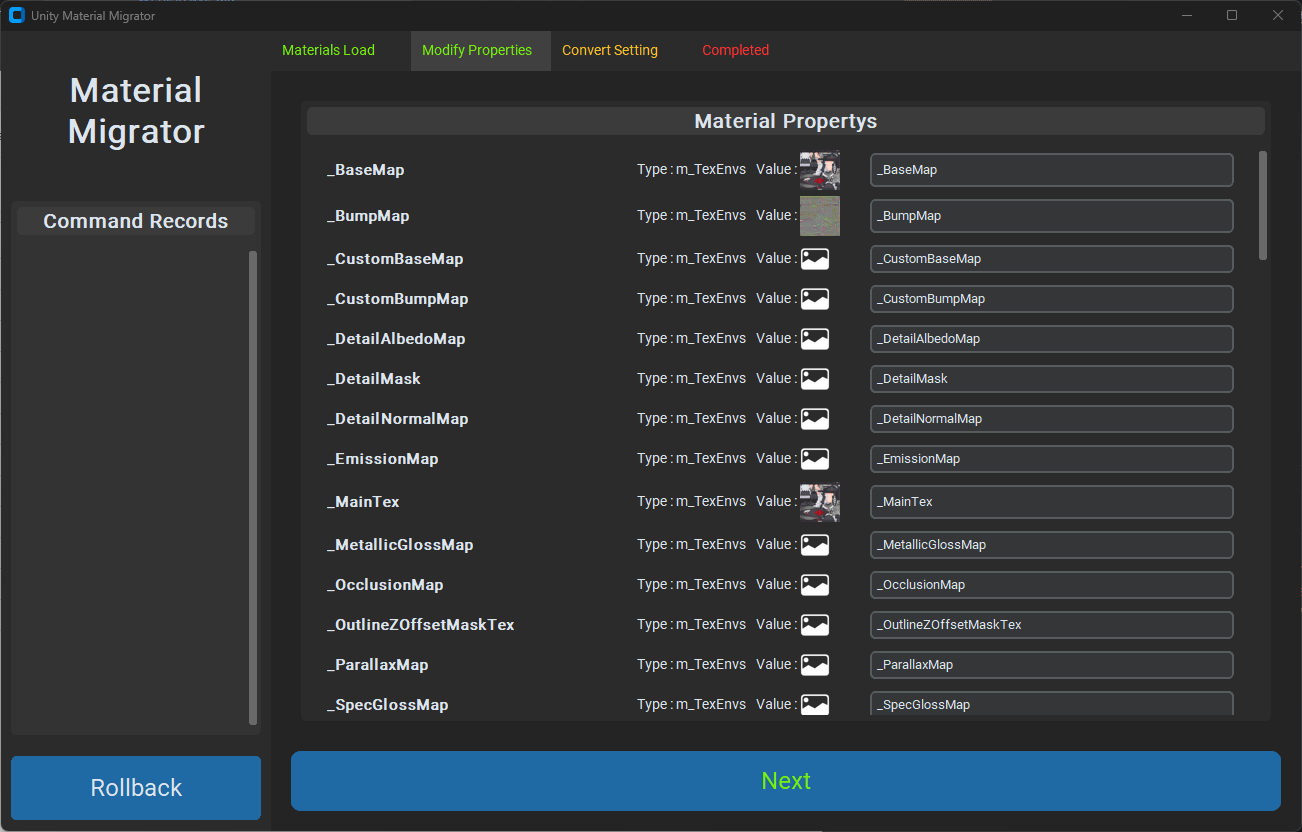 Unity Material Migrator
Materials Load Modify Properties Convert Setting Completed
Material
Migrator
Command Records
Rollback
Material Propertys
_BaseMap Type : m_TexEnvs Value : _BaseMap
_BumpMap Type : m_TexEnvs Value : _BumpMap
_CustomBaseMap Type : m_TexEnvs Value : _CustomBaseMap
_CustomBumpMap Type : m_TexEnvs Value : _CustomBumpMap
_DetailAlbedoMap Type : m_TexEnvs Value : _DetailAlbedoMap
_DetailMask Type : m_TexEnvs Value : _DetailMask
_DetailNormalMap Type : m_TexEnvs Value : _DetailNormalMap
_EmissionMap Type : m_TexEnvs Value : _EmissionMap
_MainTex Type : m_TexEnvs Value : _MainTex
_MetallicGlossMap Type : m_TexEnvs Value : _MetallicGlossMap
_OcclusionMap Type : m_TexEnvs Value : _OcclusionMap
_OutlineZOffsetMaskTex Type : m_TexEnvs Value : _OutlineZOffsetMaskTex
_ParallaxMap Type : m_TexEnvs Value : _ParallaxMap
_SpecGlossMap Type : m_TexEnvs Value : _SpecGlossMap
Next